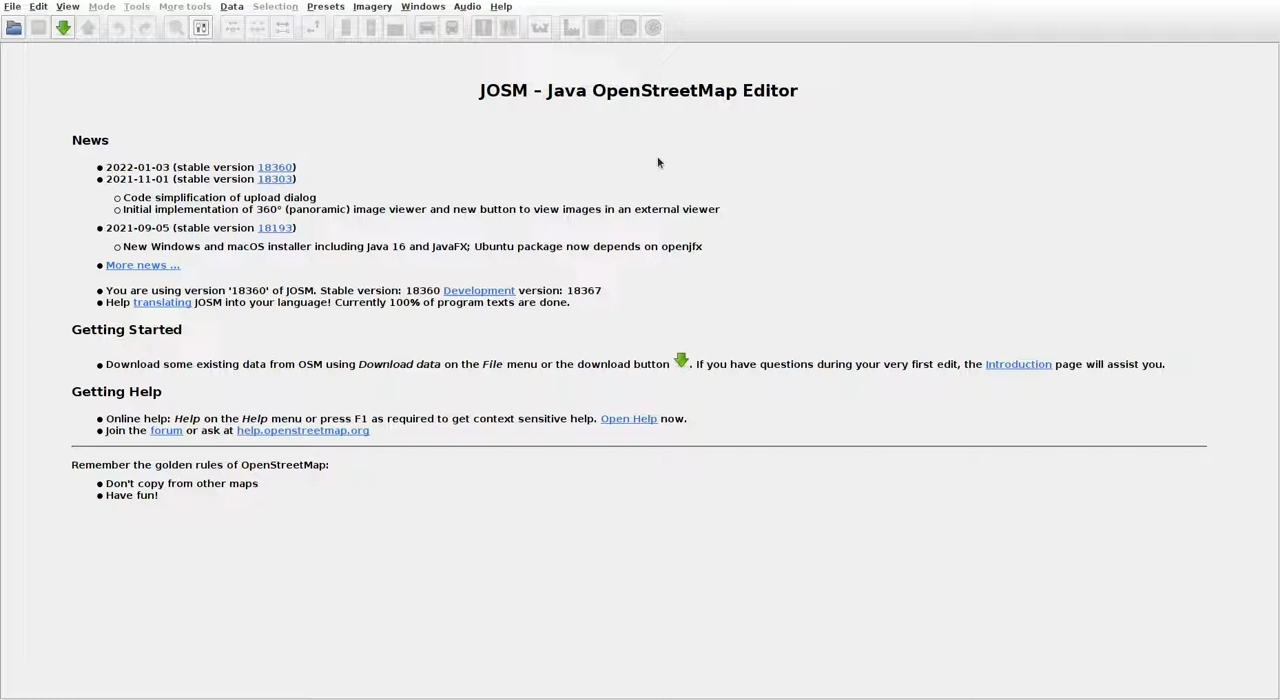 File Edit View Mode Tools More tools Data Selection Presets Imagery Windows Audio Help
JOSM – Java OpenStreetMap Editor
News
2022-01-03 (stable version 18360)
2021-11-01 (stable version 18303)
Code simplification of upload dialog
Initial implementation of 360° (panoramic) image viewer and new button to view images in an external viewer
2021-09-05 (stable version 18193)
New Windows and macOS installer including Java 16 and JavaFX; Ubuntu package now depends on openjfx
More news ...
You are using version '18360' of JOSM. Stable version: 18360 Development version: 18367
Help translating JOSM into your language! Currently 100% of program texts are done.
Getting Started
Download some existing data from OSM using Download data on the File menu or the download button . If you have questions during your very first edit, the Introduction page will assist you.
Getting Help
Online help: Help on the Help menu or press F1 as required to get context sensitive help. Open Help now.
Join the forum or ask at help.openstreetmap.org
Remember the golden rules of OpenStreetMap:
Don't copy from other maps
Have fun!